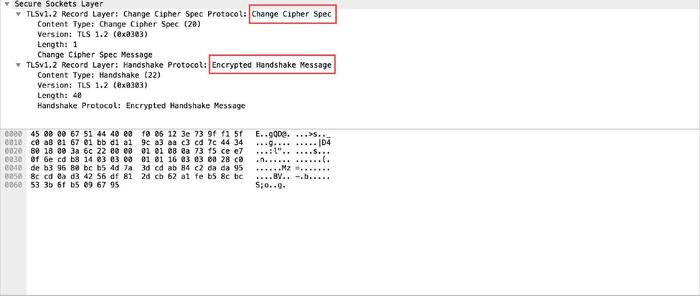 Secure Sockets Layer
TLSv1.2 Record Layer: Change Cipher Spec Protocol: Change Cipher Spec
Content Type: Change Cipher Spec (20)
Version: TLS 1.2 (0x0303)
Length: 1
Change Cipher Spec Message
TLSv1.2 Record Layer: Handshake Protocol: Encrypted Handshake Message
Content Type: Handshake (22)
Version: TLS 1.2 (0x0303)
Length: 40
Handshake Protocol: Encrypted Handshake Message
0000 45 00 00 67 51 44 40 00 f0 06 12 3e 73 9f f1 5f E..gQD@. ...>s.._
0010 c0 a8 01 67 01 bb d1 a1 9c a3 aa c3 cd 7c 44 34 ...g.... .....|D4
0020 80 18 00 3a 6c 22 00 00 01 01 08 0a 73 f5 ce e7 ...:l".. ....s...
0030 0f 6e cd b8 14 03 03 00 01 01 16 03 03 00 28 c0 .n...... ......(.
0040 de b3 96 80 bc b5 4d 7a 3d cd ab 84 c2 da da 95 ......Mz =.......
0050 8c cd 0a d3 42 56 df 81 2d cb 62 a1 fe b5 8c bc ....BV.. -.b.....
0060 53 3b 6f b5 09 67 95 S;o..g.